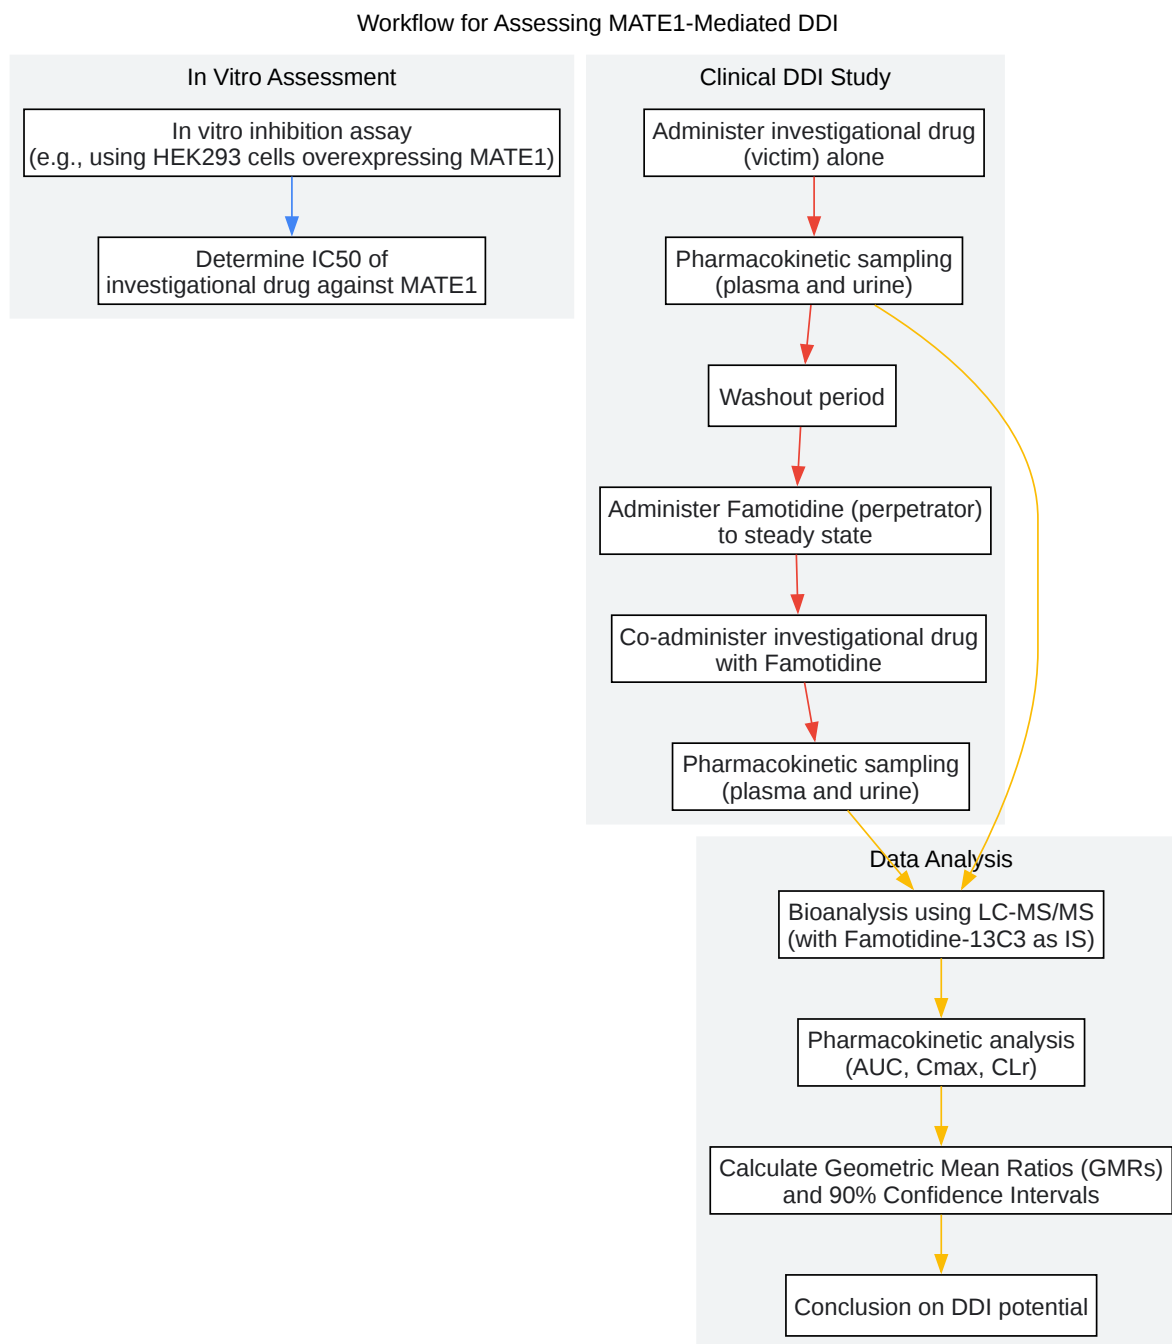 Workflow for Assessing MATE1-Mediated DDI
In Vitro Assessment
In vitro inhibition assay
(e.g., using HEK293 cells overexpressing MATE1)
Determine IC50 of
investigational drug against MATE1
Clinical DDI Study
Administer investigational drug
(victim) alone
Pharmacokinetic sampling
(plasma and urine)
Washout period
Administer Famotidine (perpetrator)
to steady state
Co-administer investigational drug
with Famotidine
Pharmacokinetic sampling
(plasma and urine)
Data Analysis
Bioanalysis using LC-MS/MS
(with Famotidine-13C3 as IS)
Pharmacokinetic analysis
(AUC, Cmax, CLr)
Calculate Geometric Mean Ratios (GMRs)
and 90% Confidence Intervals
Conclusion on DDI potential